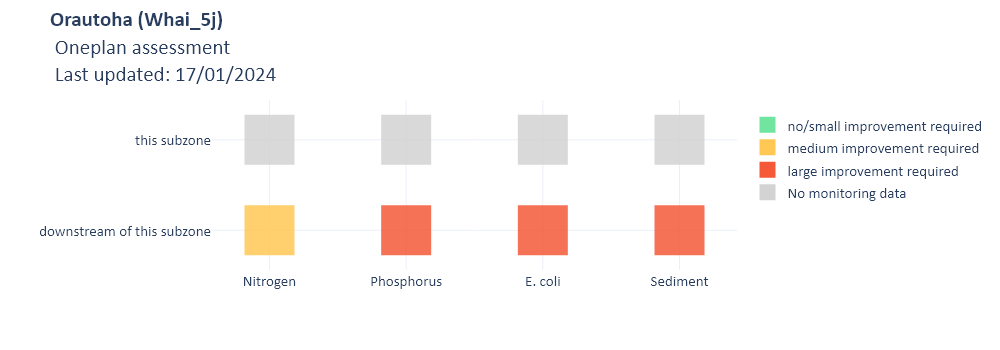 Orautoha (Whai_5j)
Oneplan assessment
Last updated: 17/01/2024
this subzone
downstream of this subzone
Nitrogen
Phosphorus
E. coli
Sediment
no/small improvement required
medium improvement required
large improvement required
No monitoring data